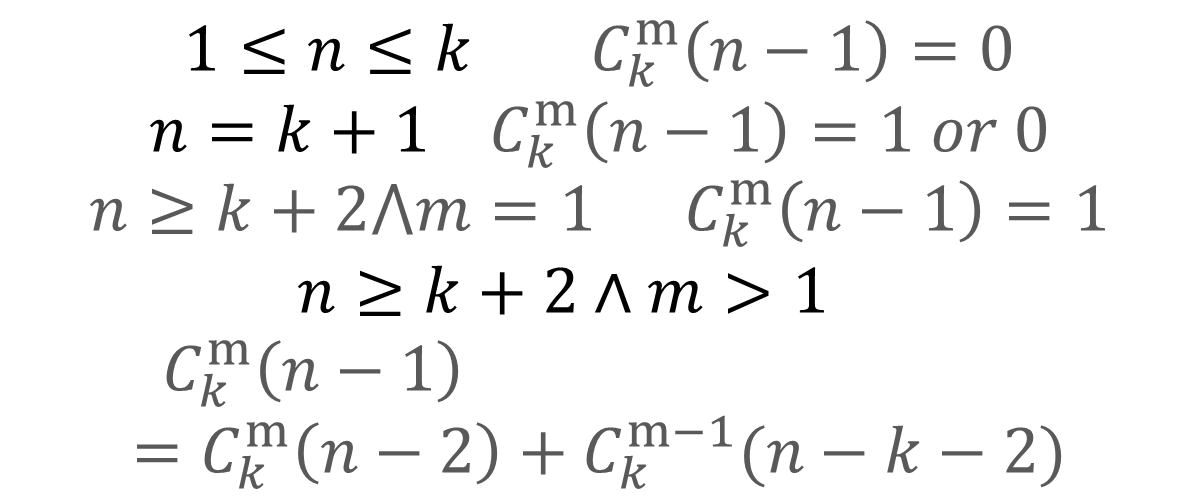 1 ≤ n ≤ k C_k^m(n − 1) = 0
n = k + 1 C_k^m(n − 1) = 1 or 0
n ≥ k + 2⋀m = 1 C_k^m(n − 1) = 1
n ≥ k + 2 ∧ m > 1
C_k^m(n − 1)
= C_k^m(n − 2) + C_k^{m−1}(n − k − 2)